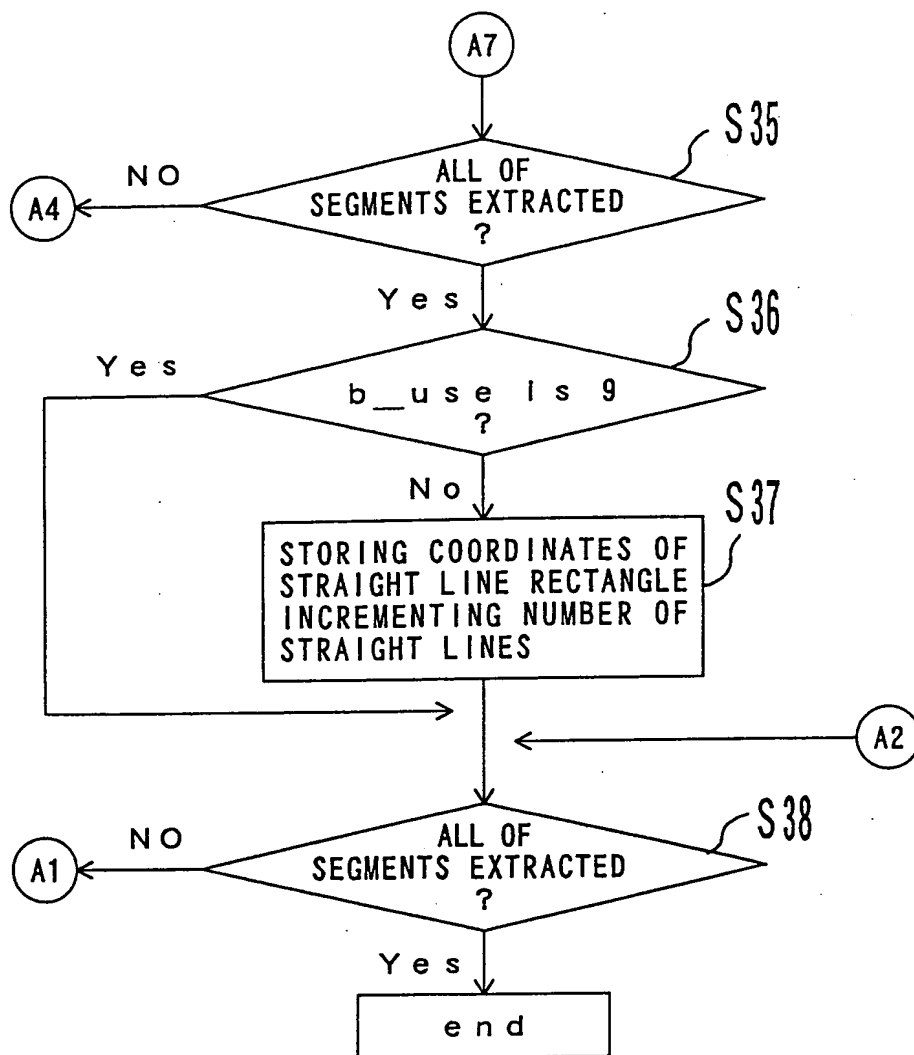 A7
S35
ALL OF
SEGMENTS EXTRACTED
?
NO
A4
Yes
S36
Yes
b_use is 9
?
No
S37
STORING COORDINATES OF
STRAIGHT LINE RECTANGLE
INCREMENTING NUMBER OF
STRAIGHT LINES
A2
S38
ALL OF
SEGMENTS EXTRACTED
?
NO
A1
Yes
end